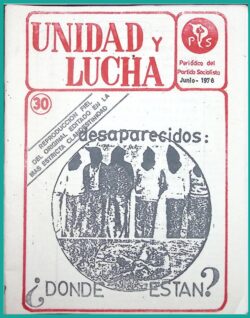 UNIDAD Y
LUCHA
PS
Periódico del
Partido Socialista
Junio - 1976
30
REPRODUCCION FIEL
DEL ORIGINAL EDITADO EN LA
MAS ESTRICTA CLANDESTINIDAD
desaparecidos:
¿DONDE ESTAN?